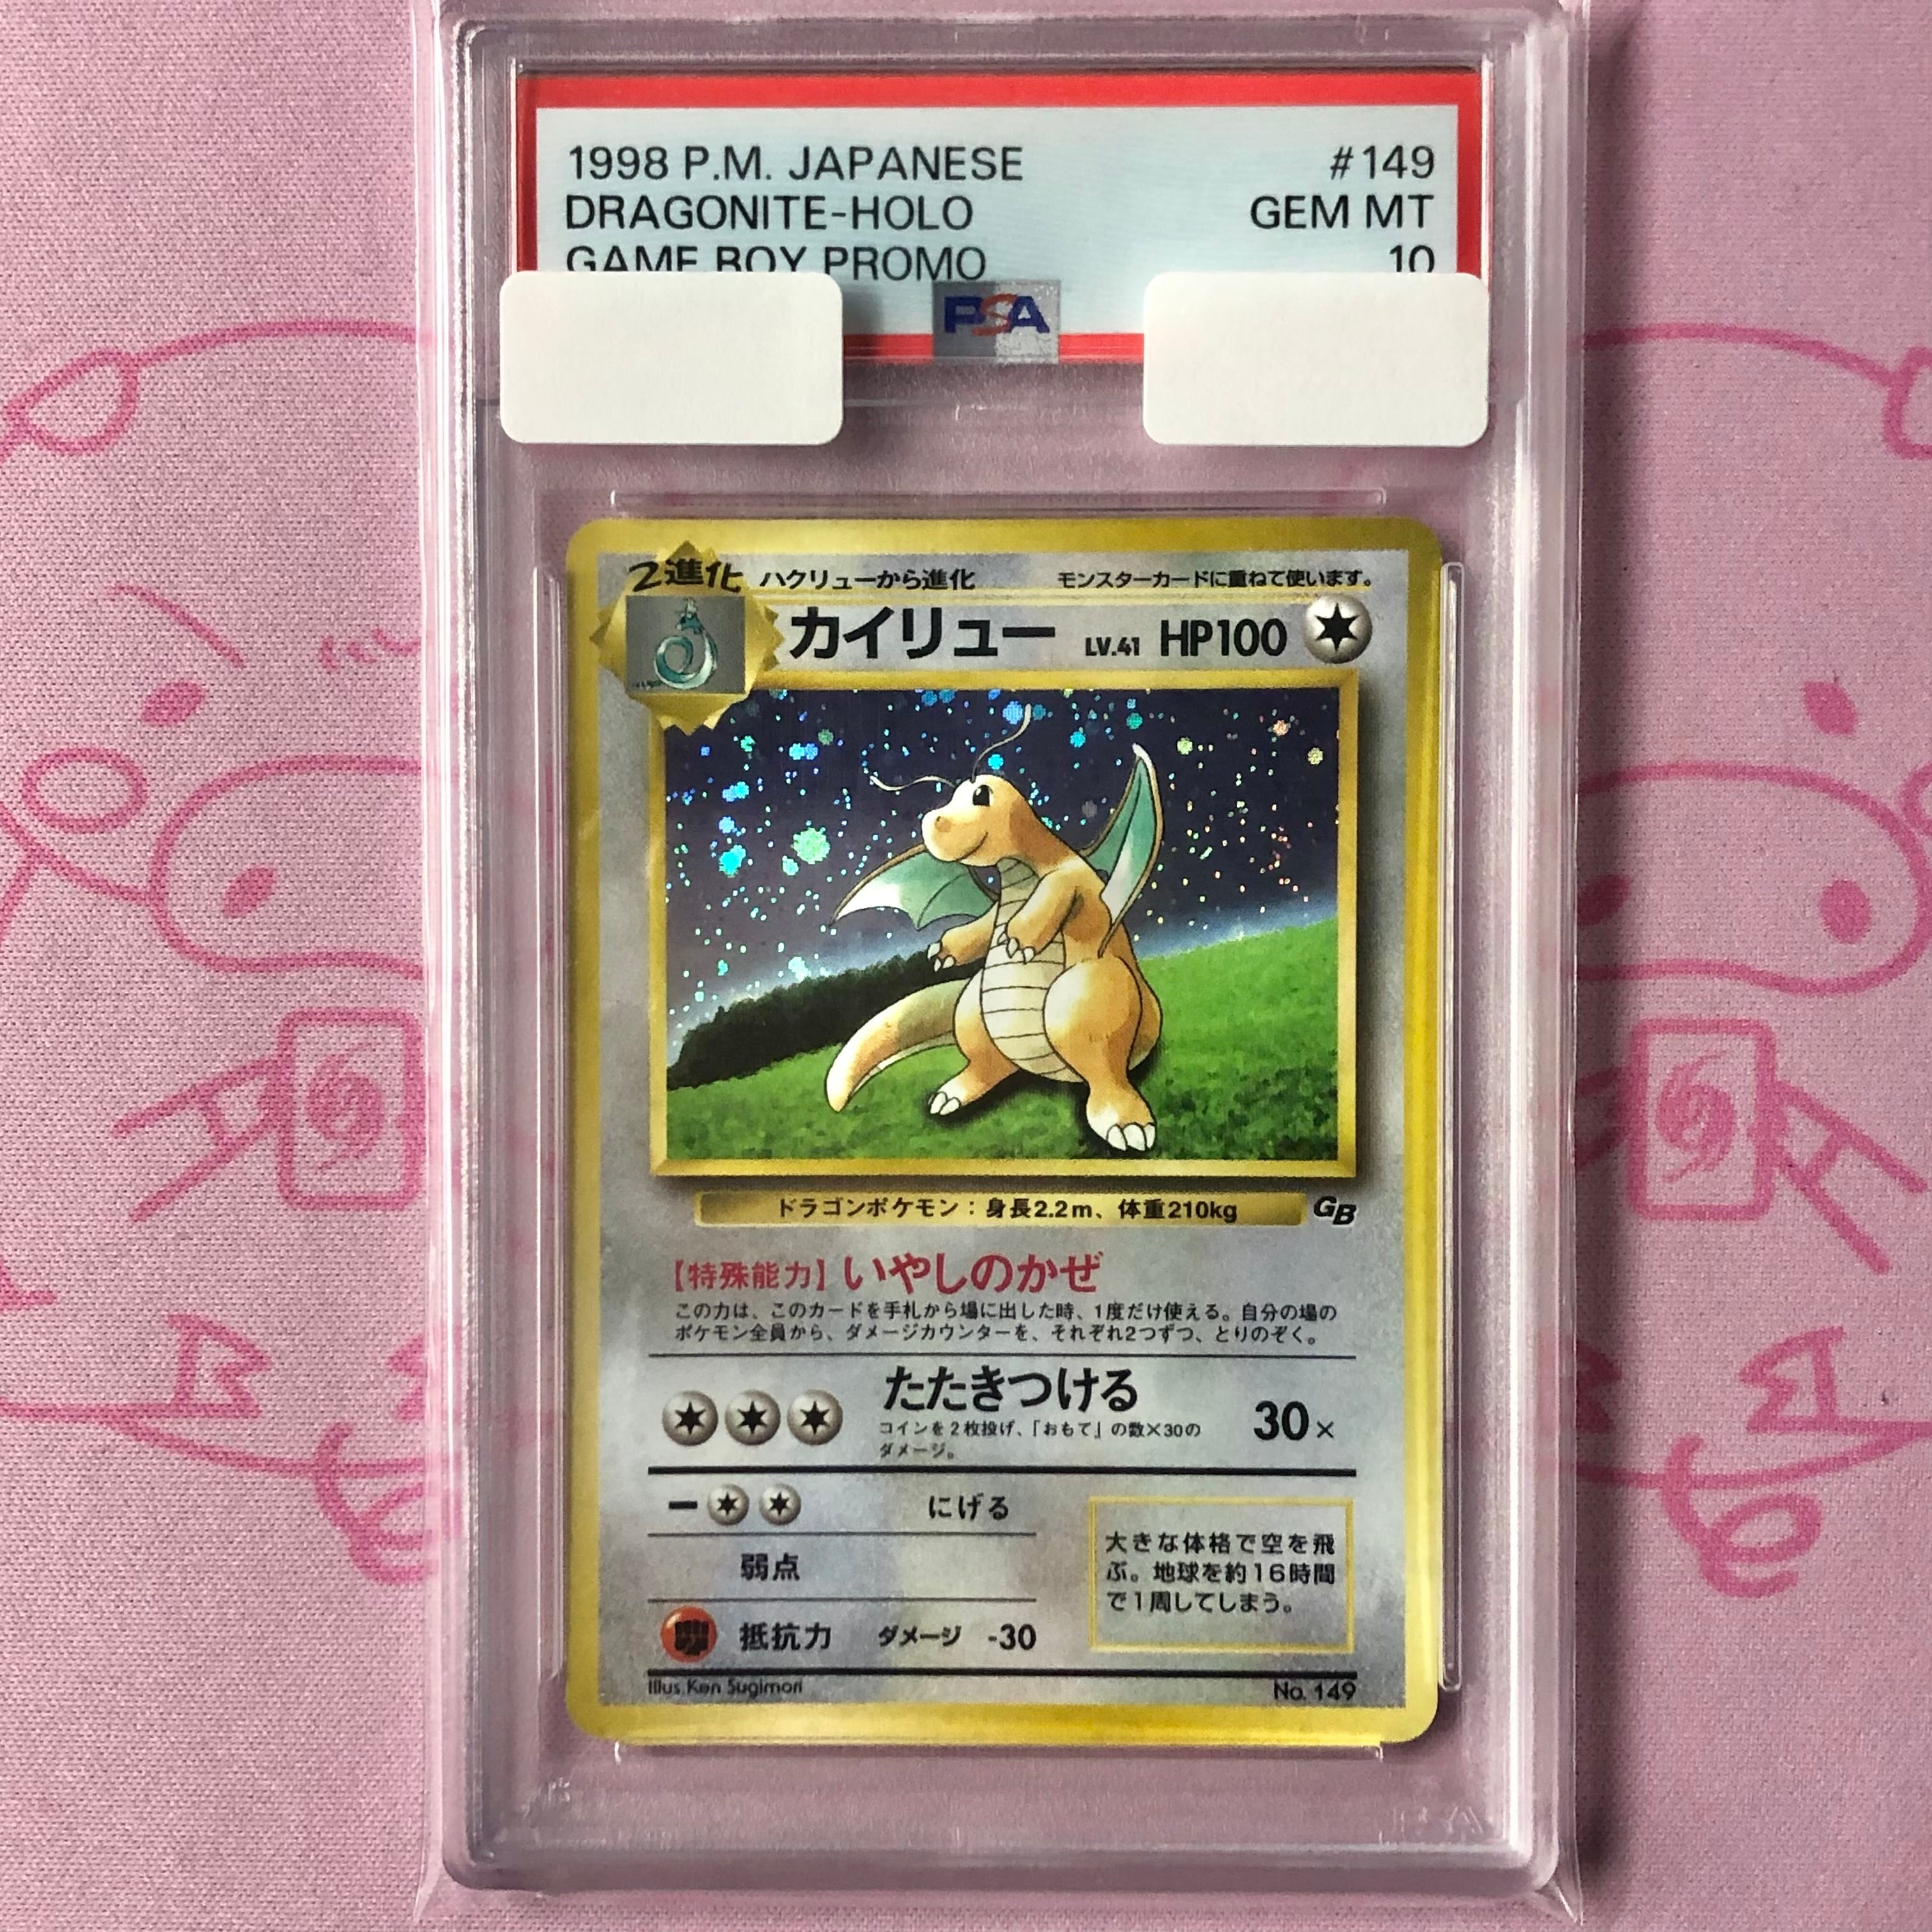 1998 P.M. JAPANESE #149
DRAGONITE-HOLO GEM MT
GAME BOY PROMO 10
PSA
2進化 ハクリューから進化 モンスターカードに重ねて使います。
カイリュー LV.41 HP100
ドラゴンポケモン：身長2.2m、体重210kg GB
【特殊能力】いやしのかぜ
この力は、このカードを手札から場に出した時、1度だけ使える。自分の場の
ポケモン全員から、ダメージカウンターを、それぞれ2つずつ、とりのぞく。
たたきつける 30×
コインを2枚投げ、「おもて」の数×30の
ダメージ。
ー にげる
弱点
抵抗力 ダメージ -30
大きな体格で空を飛
ぶ。地球を約16時間
で1周してしまう。
Illus. Ken Sugimori No. 149
PSA